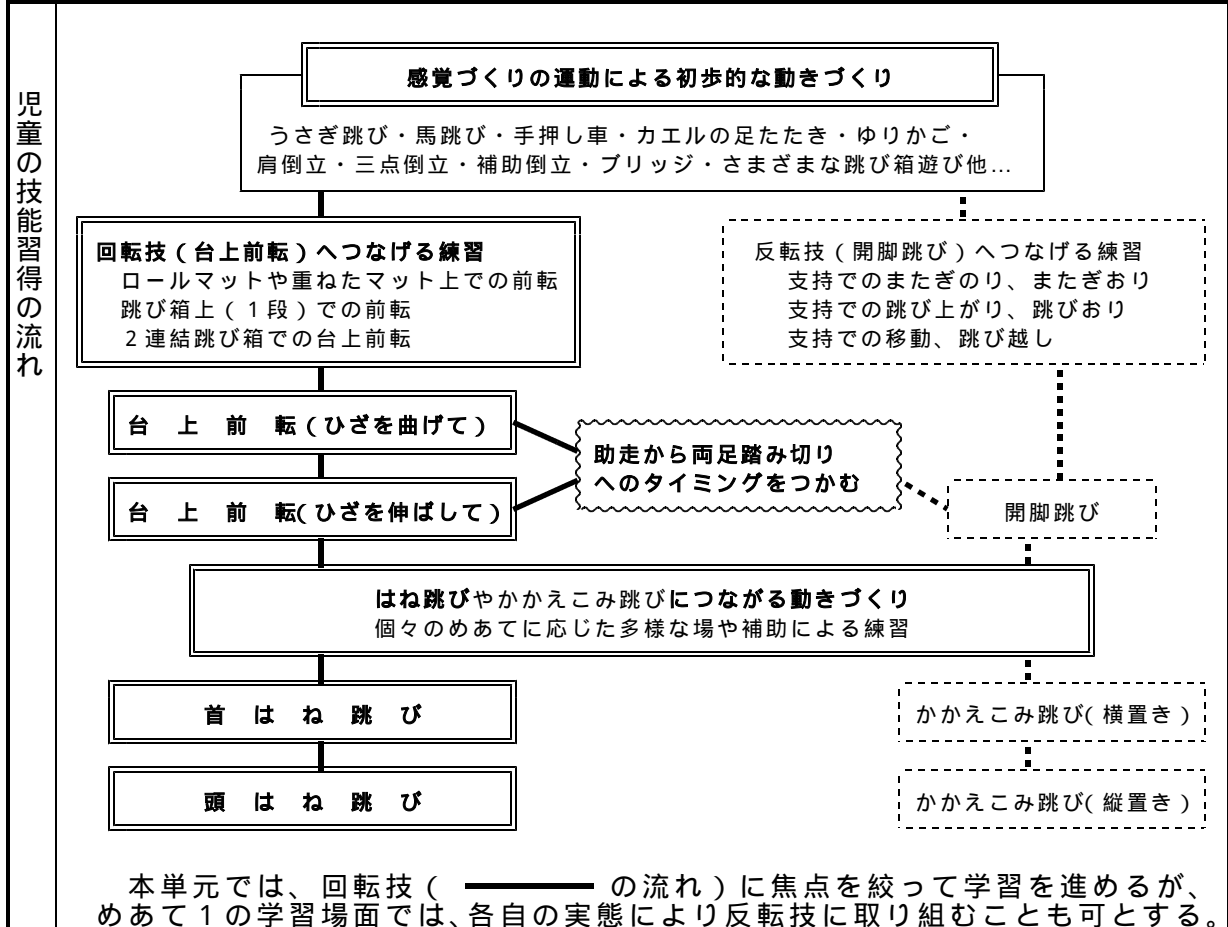 児童の技能習得の流れ
感覚づくりの運動による初歩的な動きづくり
うさぎ跳び・馬跳び・手押し車・カエルの足たたき・ゆりかご・
肩倒立・三点倒立・補助倒立・ブリッジ・さまざまな跳び箱遊び他…
回転技(台上前転)へつなげる練習
ロールマットや重ねたマット上での前転
跳び箱上(1段)での前転
2連結跳び箱での台上前転
反転技(開脚跳び)へつなげる練習
支持でのまたぎのり、またぎおり
支持での跳び上がり、跳びおり
支持での移動、跳び越し
台 上 前 転(ひざを曲げて)
助走から両足踏み切り
へのタイミングをつかむ
台 上 前 転(ひざを伸ばして)
開脚跳び
はね跳びやかかえこみ跳びにつながる動きづくり
個々のめあてに応じた多様な場や補助による練習
首 は ね 跳 び
かかえこみ跳び(横置き)
頭 は ね 跳 び
かかえこみ跳び(縦置き)
本単元では、回転技( の流れ)に焦点を絞って学習を進めるが、
めあて1の学習場面では、各自の実態により反転技に取り組むことも可とする。